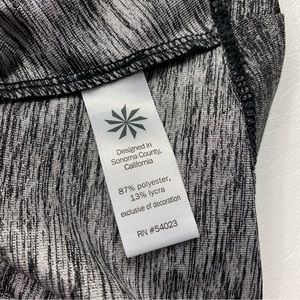 Designed in
Sonoma County,
California
87% polyester,
13% lycra
exclusive of decoration
RN #54023